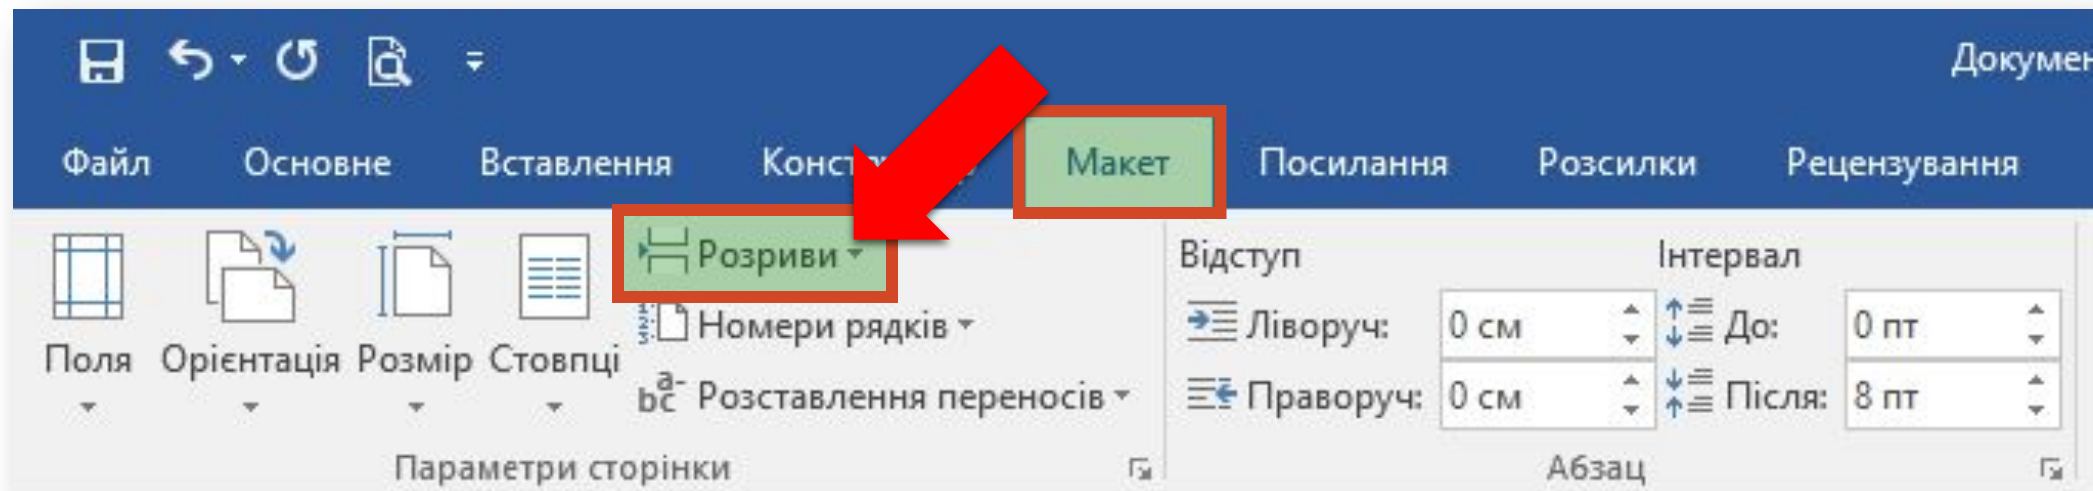 Докумен
Файл Основне Вставлення Макет Посилання Розсилки Рецензування
Розриви
Номери рядків
Розставлення переносів
Поля Орієнтація Розмір Стовпці
Параметри сторінки
Відступ Інтервал
Ліворуч: 0 см До: 0 пт
Праворуч: 0 см Після: 8 пт
Абзац